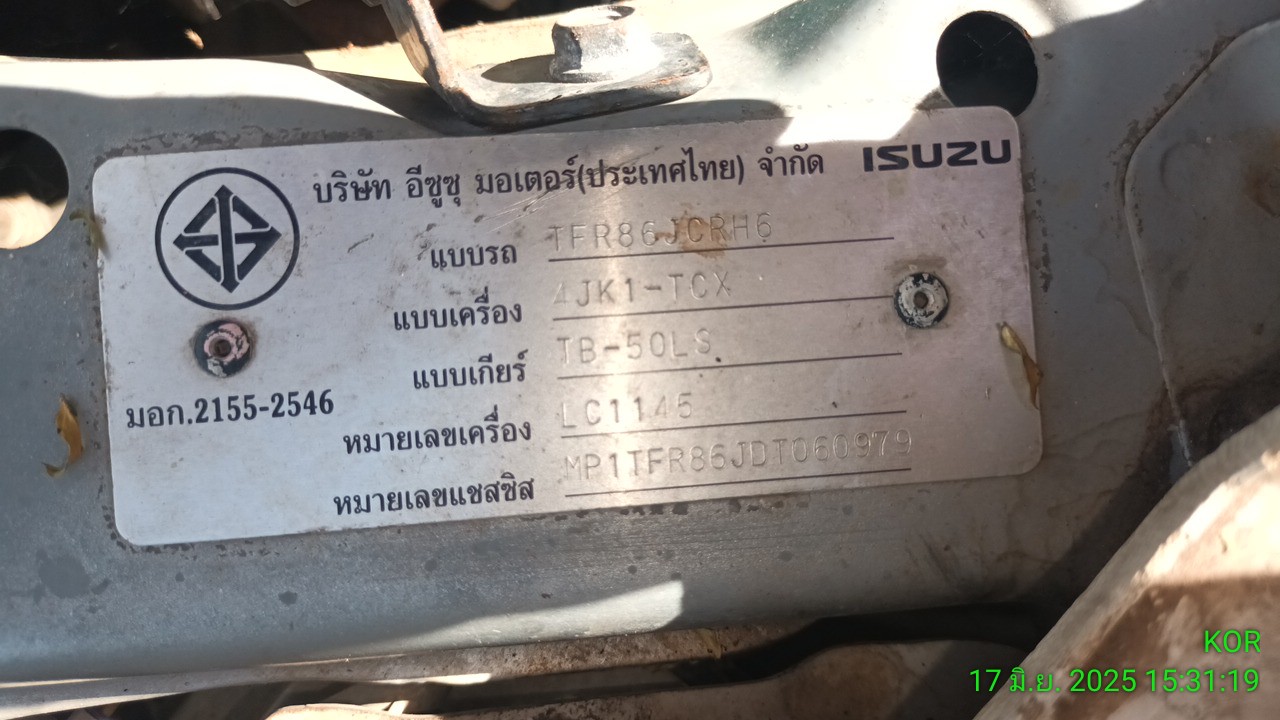 บริษัท อีซูซุ มอเตอร์(ประเทศไทย) จำกัด ISUZU
แบบรถ TFR86JCRH6
แบบเครื่อง 4JK1-TCX
แบบเกียร์ TB-50LS
มอก.2155-2546
หมายเลขเครื่อง LC1145
หมายเลขแชสซิส MP1TFR86JDT060979
KOR
17 มิ.ย. 2025 15:31:19